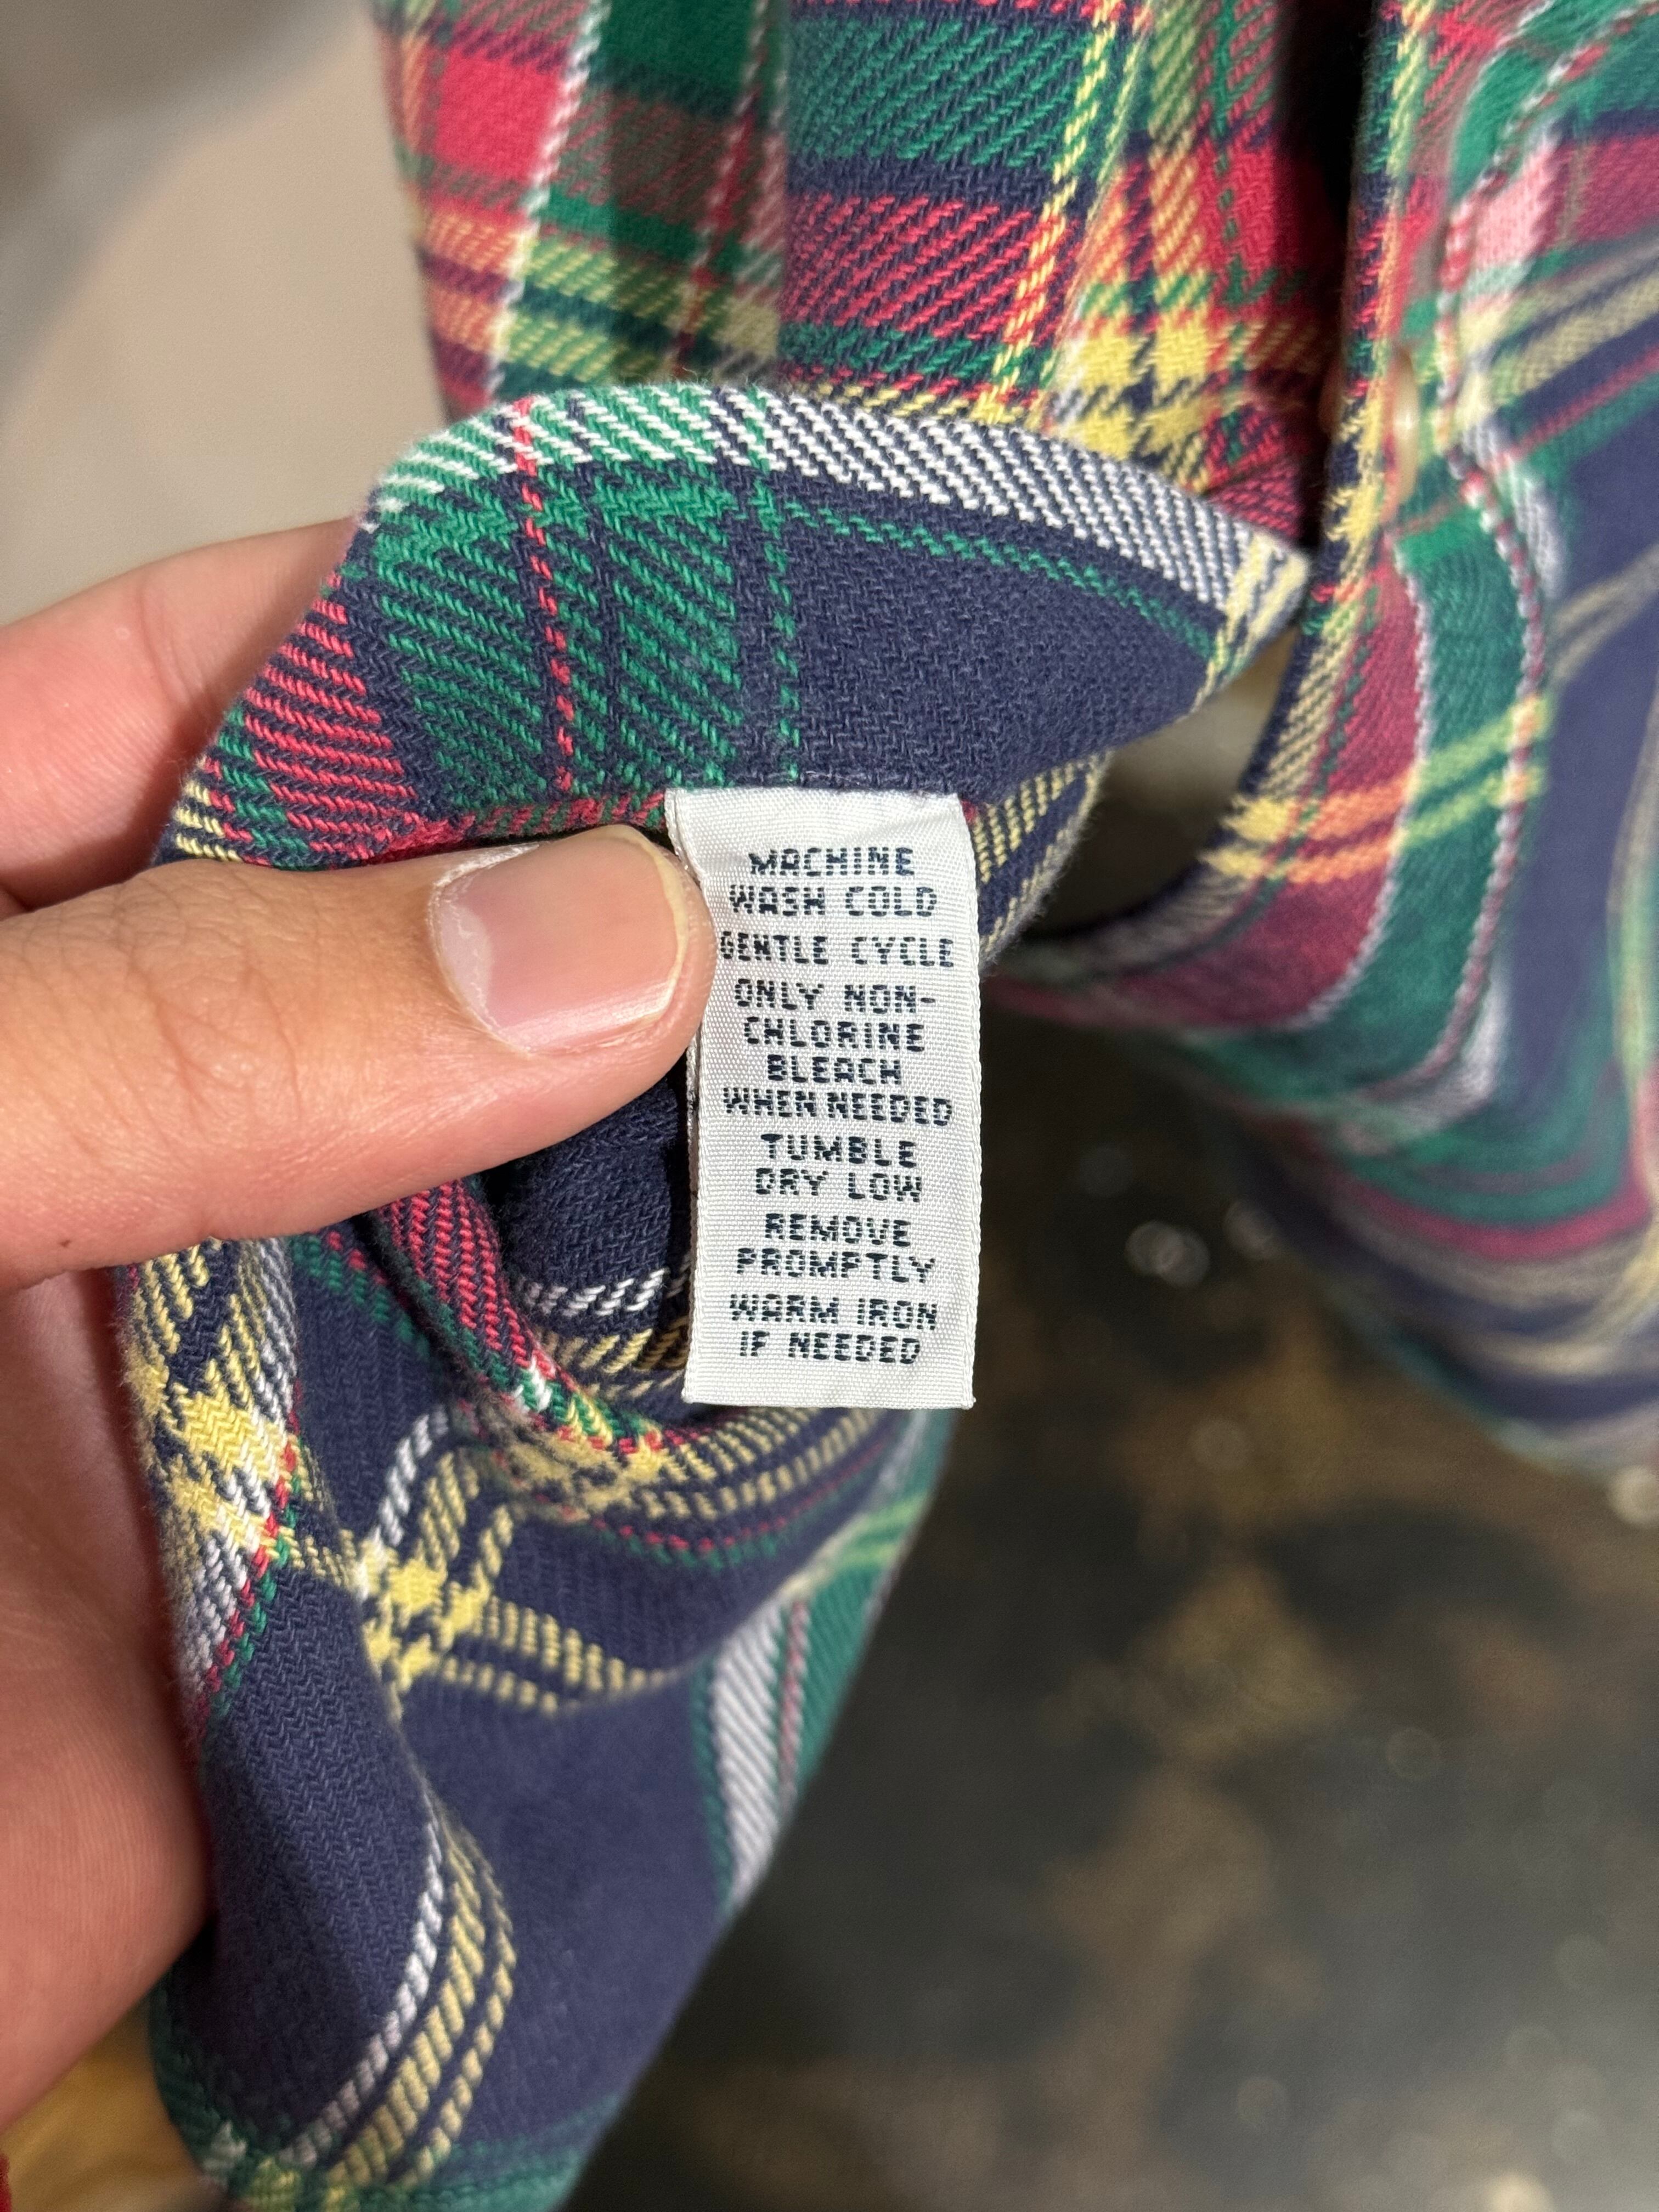 MACHINE
WASH COLD
GENTLE CYCLE
ONLY NON-
CHLORINE
BLEACH
WHEN NEEDED
TUMBLE
DRY LOW
REMOVE
PROMPTLY
WARM IRON
IF NEEDED